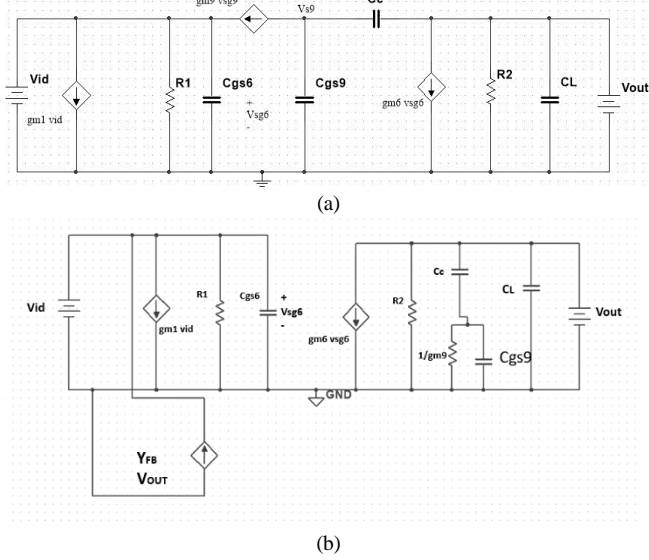 gm9 vsg9
Vs9
Cc
Vid
gm1 vid
R1
Cgs6
+
Vsg6
-
Cgs9
gm6 vsg6
R2
CL
Vout
(a)
Vid
gm1 vid
R1
Cgs6
+
Vsg6
-
gm6 vsg6
R2
Cc
1/gm9
Cgs9
CL
Vout
GND
YFB
VOUT
(b)